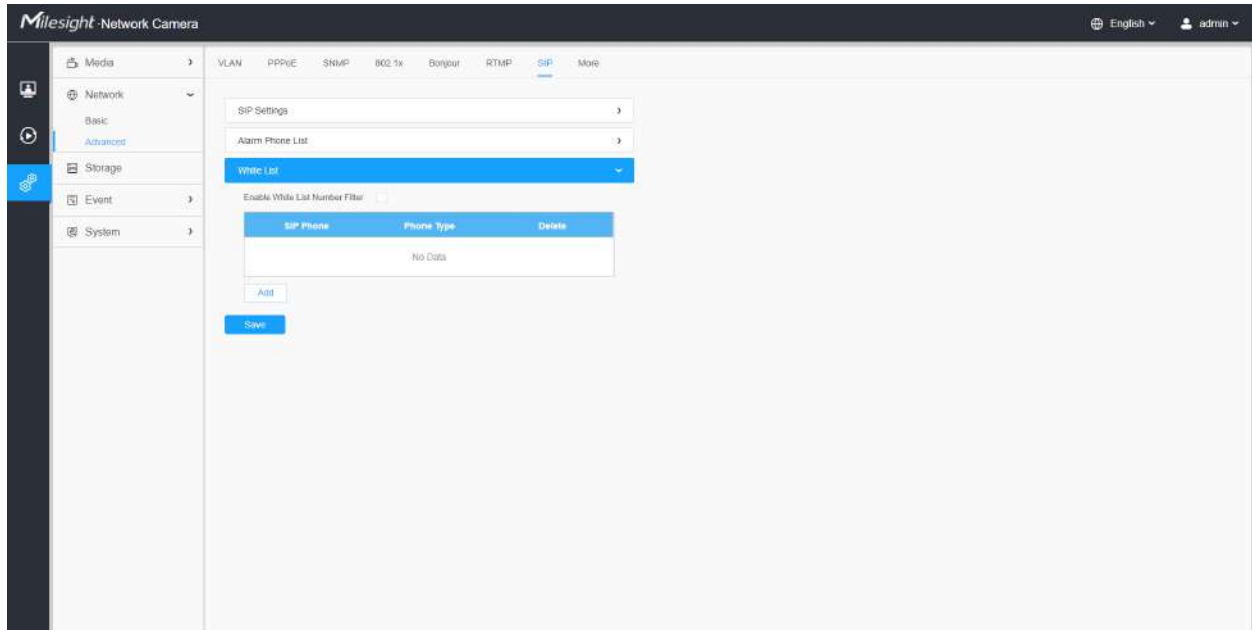 Milesight Network Camera
English
admin
Media
VLAN PPPoE SNMP 802.1x Bonjour RTMP SIP More
Network
Basic
Advanced
Storage
Event
System
SIP Settings
Alarm Phone List
White List
Enable White List Number Filter
SIP Phone Phone Type Delete
No Data
Add
Save